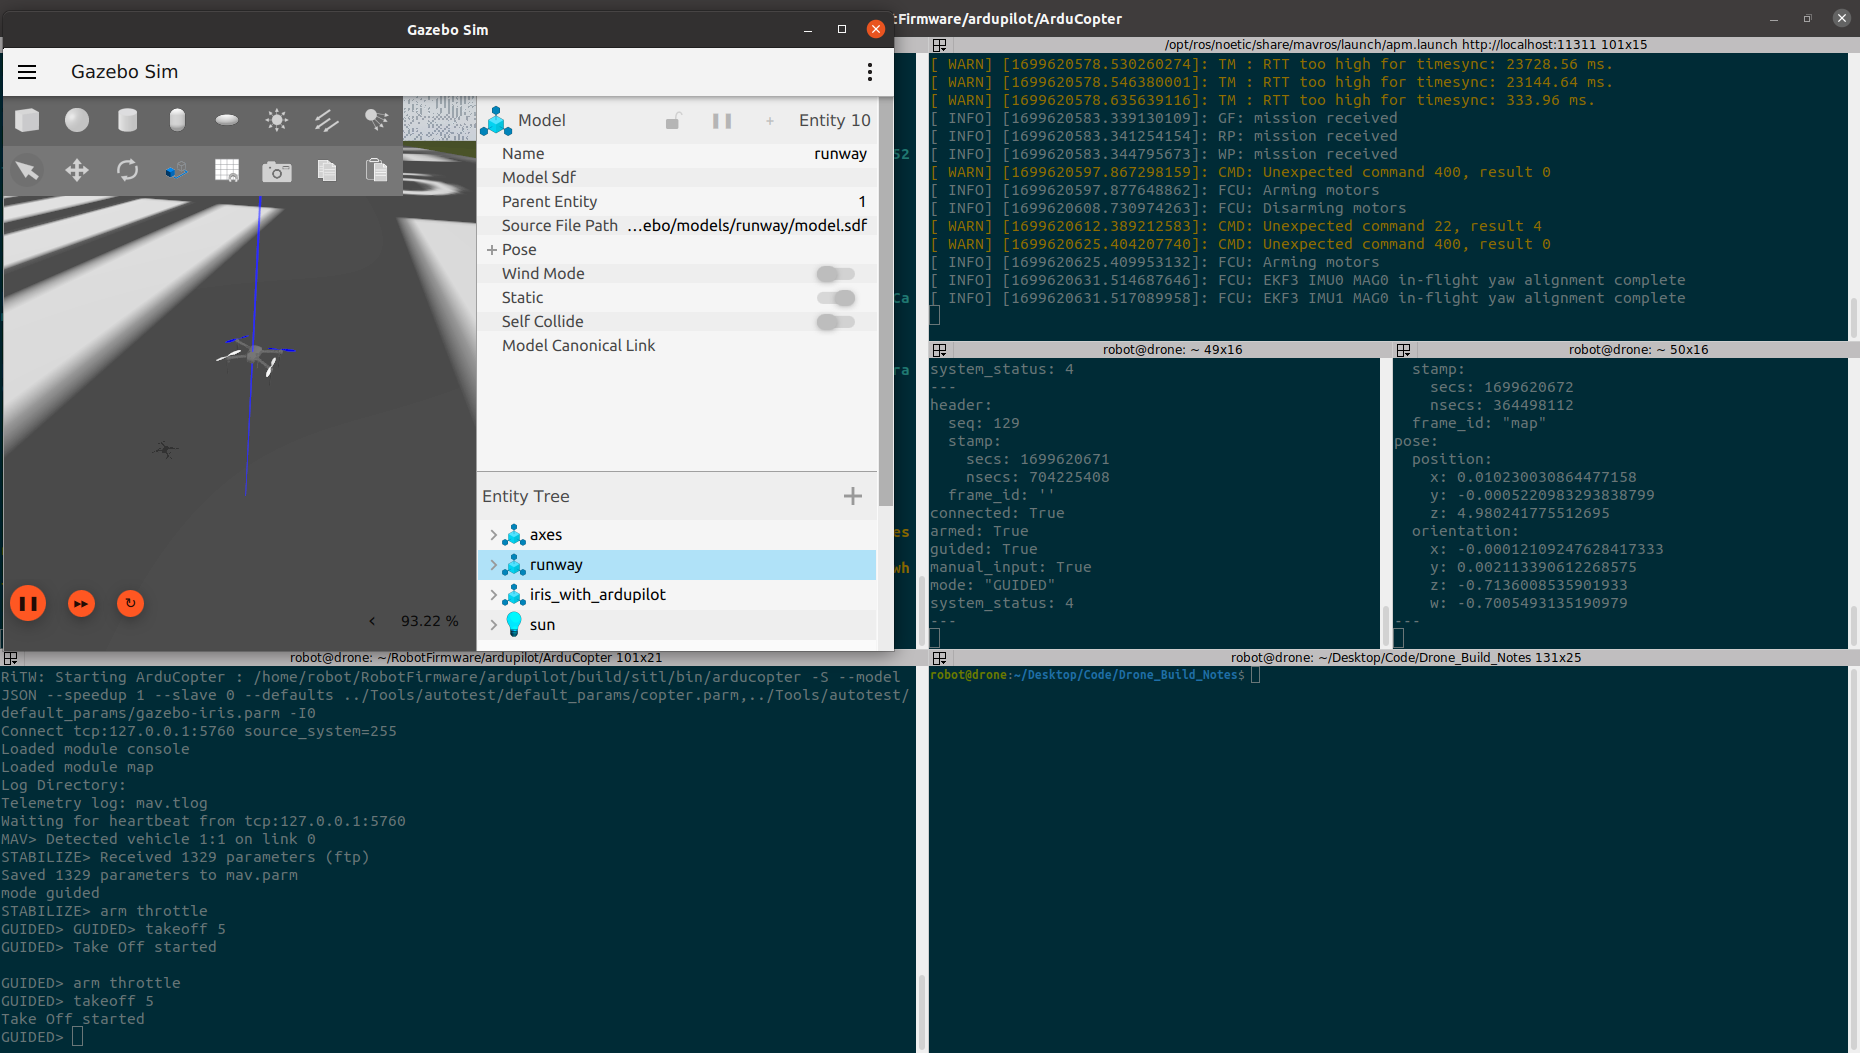 Gazebo Sim
Gazebo Sim
Model
Entity 10
Name
runway
Model Sdf
Parent Entity
1
Source File Path
...ebo/models/runway/model.sdf
Pose
Wind Mode
Static
Self Collide
Model Canonical Link
Entity Tree
axes
runway
iris_with_ardupilot
sun
93.22 %
tFirmware/ardupilot/ArduCopter
52
Ca
ra
es
wh
/opt/ros/noetic/share/mavros/launch/apm.launch http://localhost:11311 101x15
[ WARN] [1699620578.530260274]: TM : RTT too high for timesync: 23728.56 ms.
[ WARN] [1699620578.546380001]: TM : RTT too high for timesync: 23144.64 ms.
[ WARN] [1699620578.635639116]: TM : RTT too high for timesync: 333.96 ms.
[ INFO] [1699620583.339130109]: GF: mission received
[ INFO] [1699620583.341254154]: RP: mission received
[ INFO] [1699620583.344795673]: WP: mission received
[ WARN] [1699620597.867298159]: CMD: Unexpected command 400, result 0
[ INFO] [1699620597.877648862]: FCU: Arming motors
[ INFO] [1699620608.730974263]: FCU: Disarming motors
[ WARN] [1699620612.389212583]: CMD: Unexpected command 22, result 4
[ WARN] [1699620625.404207740]: CMD: Unexpected command 400, result 0
[ INFO] [1699620625.409953132]: FCU: Arming motors
[ INFO] [1699620631.514687646]: FCU: EKF3 IMU0 MAG0 in-flight yaw alignment complete
[ INFO] [1699620631.517089958]: FCU: EKF3 IMU1 MAG0 in-flight yaw alignment complete
robot@drone: ~ 49x16
system_status: 4
---
header:
seq: 129
stamp:
secs: 1699620671
nsecs: 704225408
frame_id: ''
connected: True
armed: True
guided: True
manual_input: True
mode: "GUIDED"
system_status: 4
---
robot@drone: ~ 50x16
stamp:
secs: 1699620672
nsecs: 364498112
frame_id: "map"
pose:
position:
x: 0.010230030864477158
y: -0.0005220983293838799
z: 4.980241775512695
orientation:
x: -0.00012109247628417333
y: 0.002113390612268575
z: -0.7136008535901933
w: -0.7005493135190979
---
robot@drone: ~/RobotFirmware/ardupilot/ArduCopter 101x21
RiTW: Starting ArduCopter : /home/robot/RobotFirmware/ardupilot/build/sitl/bin/arducopter -S --model
JSON --speedup 1 --slave 0 --defaults ../Tools/autotest/default_params/copter.parm,../Tools/autotest/
default_params/gazebo-iris.parm -I0
Connect tcp:127.0.0.1:5760 source_system=255
Loaded module console
Loaded module map
Log Directory:
Telemetry log: mav.tlog
Waiting for heartbeat from tcp:127.0.0.1:5760
MAV> Detected vehicle 1:1 on link 0
STABILIZE> Received 1329 parameters (ftp)
Saved 1329 parameters to mav.parm
mode guided
STABILIZE> arm throttle
GUIDED> GUIDED> takeoff 5
GUIDED> Take Off started
GUIDED> arm throttle
GUIDED> takeoff 5
Take Off started
GUIDED>
robot@drone: ~/Desktop/Code/Drone_Build_Notes 131x25
robot@drone:~/Desktop/Code/Drone_Build_Notes$